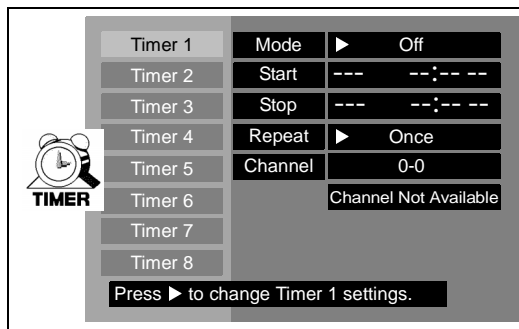 Timer 1 Mode ▶ Off
Timer 2 Start --- --:-- --
Timer 3 Stop --- --:-- --
Timer 4 Repeat ▶ Once
Timer 5 Channel 0-0
TIMER Timer 6 Channel Not Available
Timer 7
Timer 8
Press ▶ to change Timer 1 settings.